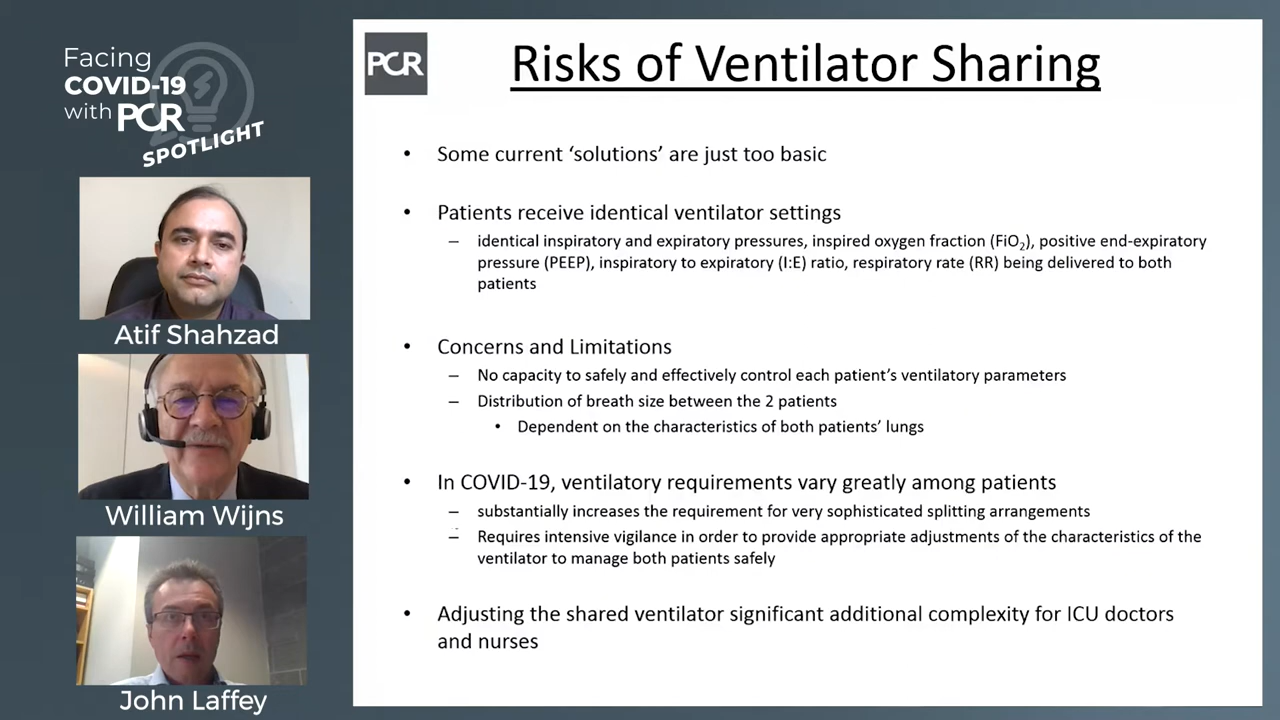 Facing
COVID-19
with PCR
SPOTLIGHT
Atif Shahzad
William Wijns
John Laffey
PCR
Risks of Ventilator Sharing
• Some current ‘solutions’ are just too basic
• Patients receive identical ventilator settings
– identical inspiratory and expiratory pressures, inspired oxygen fraction (FiO₂), positive end-expiratory
pressure (PEEP), inspiratory to expiratory (I:E) ratio, respiratory rate (RR) being delivered to both
patients
• Concerns and Limitations
– No capacity to safely and effectively control each patient’s ventilatory parameters
– Distribution of breath size between the 2 patients
• Dependent on the characteristics of both patients’ lungs
• In COVID-19, ventilatory requirements vary greatly among patients
– substantially increases the requirement for very sophisticated splitting arrangements
– Requires intensive vigilance in order to provide appropriate adjustments of the characteristics of the
ventilator to manage both patients safely
• Adjusting the shared ventilator significant additional complexity for ICU doctors
and nurses